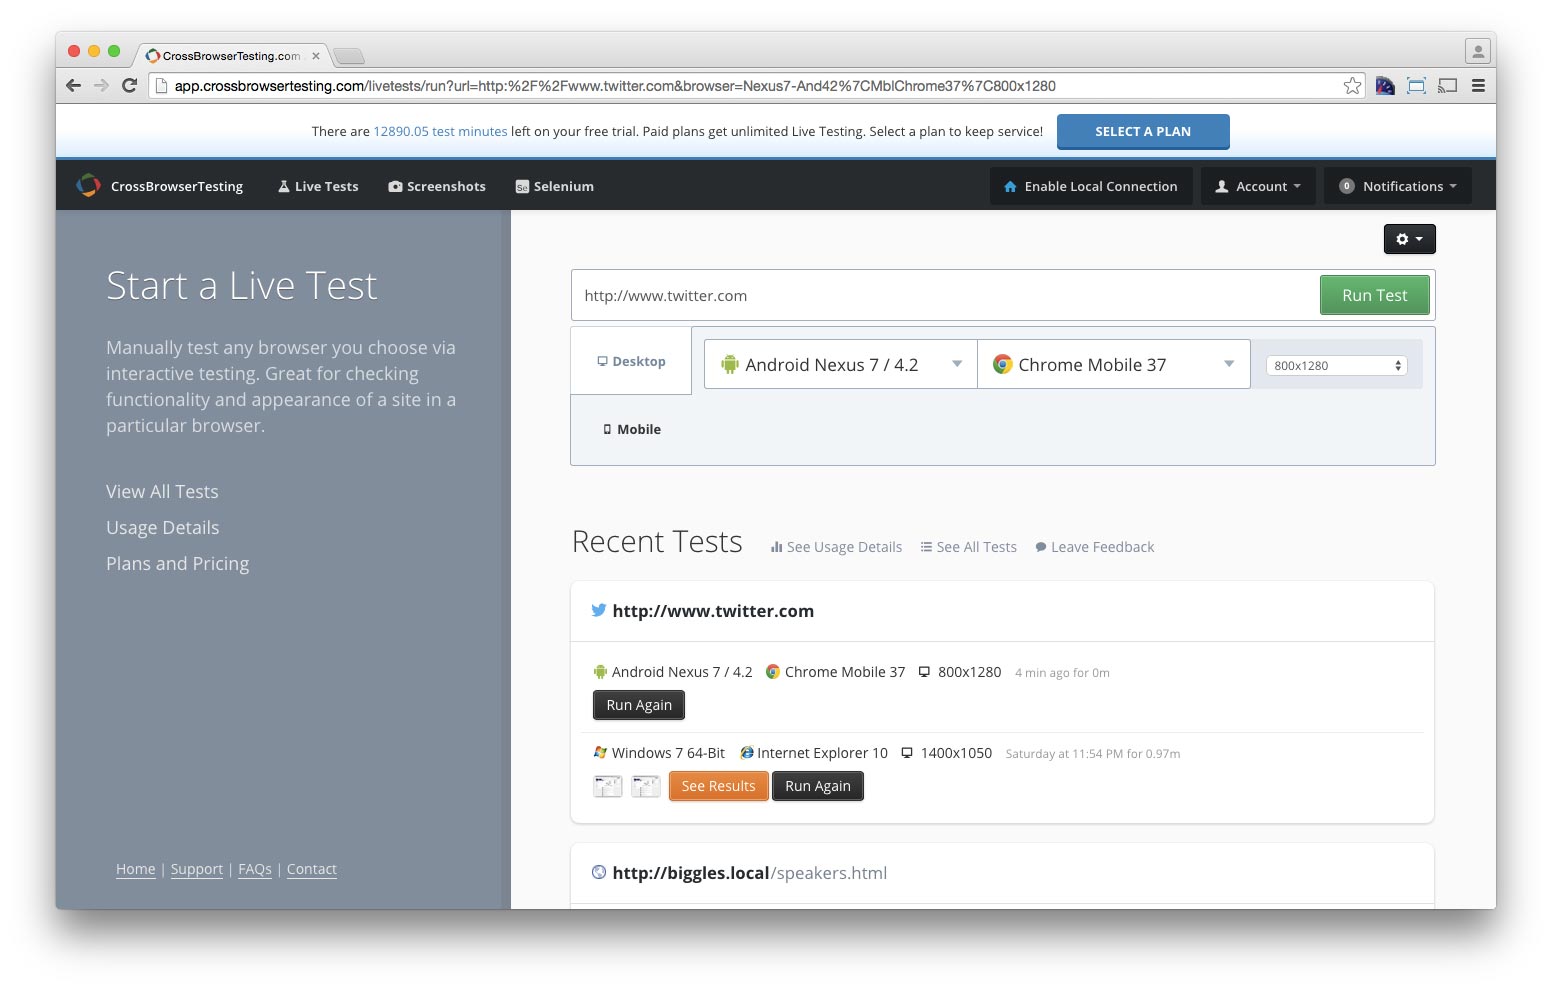 CrossBrowserTesting.com
app.crossbrowsertesting.com/livetests/run?url=http:%2F%2Fwww.twitter.com&browser=Nexus7-And42%7CMblChrome37%7C800x1280
There are 12890.05 test minutes left on your free trial. Paid plans get unlimited Live Testing. Select a plan to keep service! SELECT A PLAN
CrossBrowserTesting Live Tests Screenshots Se Selenium Enable Local Connection Account 0 Notifications
Start a Live Test
Manually test any browser you choose via
interactive testing. Great for checking
functionality and appearance of a site in a
particular browser.
View All Tests
Usage Details
Plans and Pricing
Home | Support | FAQs | Contact
http://www.twitter.com Run Test
Desktop Android Nexus 7 / 4.2 Chrome Mobile 37 800x1280
Mobile
Recent Tests See Usage Details See All Tests Leave Feedback
http://www.twitter.com
Android Nexus 7 / 4.2 Chrome Mobile 37 800x1280 4 min ago for 0m
Run Again
Windows 7 64-Bit Internet Explorer 10 1400x1050 Saturday at 11:54 PM for 0.97m
See Results Run Again
http://biggles.local/speakers.html